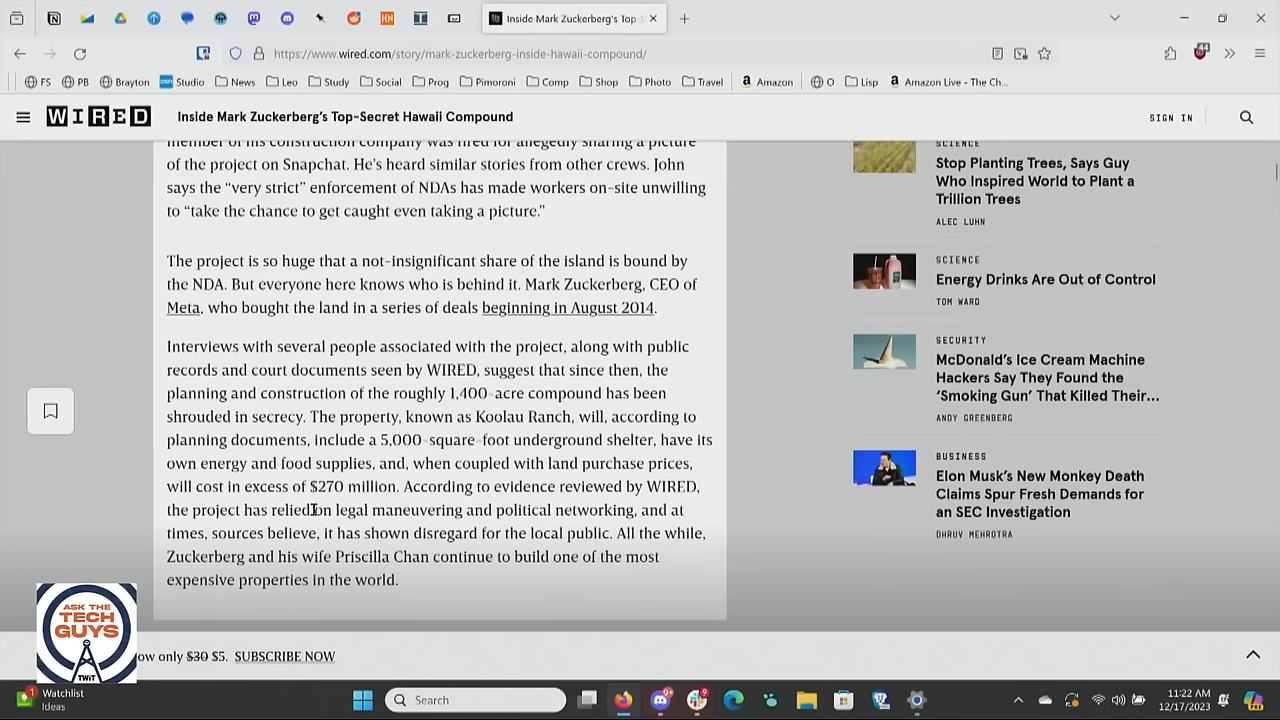 Inside Mark Zuckerberg's Top
https://www.wired.com/story/mark-zuckerberg-inside-hawaii-compound/
44
FS PB Brayton Studio News Leo Study Social Prog Pimoroni Comp Shop Photo Travel Amazon O Lisp Amazon Live - The Ch...
WIRED
Inside Mark Zuckerberg's Top-Secret Hawaii Compound
SIGN IN
member of his construction company was fired for allegedly sharing a picture
of the project on Snapchat. He's heard similar stories from other crews. John
says the “very strict” enforcement of NDAs has made workers on-site unwilling
to “take the chance to get caught even taking a picture.”
The project is so huge that a not-insignificant share of the island is bound by
the NDA. But everyone here knows who is behind it. Mark Zuckerberg, CEO of
Meta, who bought the land in a series of deals beginning in August 2014.
Interviews with several people associated with the project, along with public
records and court documents seen by WIRED, suggest that since then, the
planning and construction of the roughly 1,400-acre compound has been
shrouded in secrecy. The property, known as Koolau Ranch, will, according to
planning documents, include a 5,000-square-foot underground shelter, have its
own energy and food supplies, and, when coupled with land purchase prices,
will cost in excess of $270 million. According to evidence reviewed by WIRED,
the project has relied on legal maneuvering and political networking, and at
times, sources believe, it has shown disregard for the local public. All the while,
Zuckerberg and his wife Priscilla Chan continue to build one of the most
expensive properties in the world.
SCIENCE
Stop Planting Trees, Says Guy
Who Inspired World to Plant a
Trillion Trees
ALEC LUHN
SCIENCE
Energy Drinks Are Out of Control
TOM WARD
SECURITY
McDonald's Ice Cream Machine
Hackers Say They Found the
‘Smoking Gun’ That Killed Their...
ANDY GREENBERG
BUSINESS
Elon Musk's New Monkey Death
Claims Spur Fresh Demands for
an SEC Investigation
DHRUV MEHROTRA
ASK THE
TECH
GUYS
TWiT
ow only $30 $5. SUBSCRIBE NOW
1
Watchlist
Ideas
Search
11:22 AM
12/17/2023